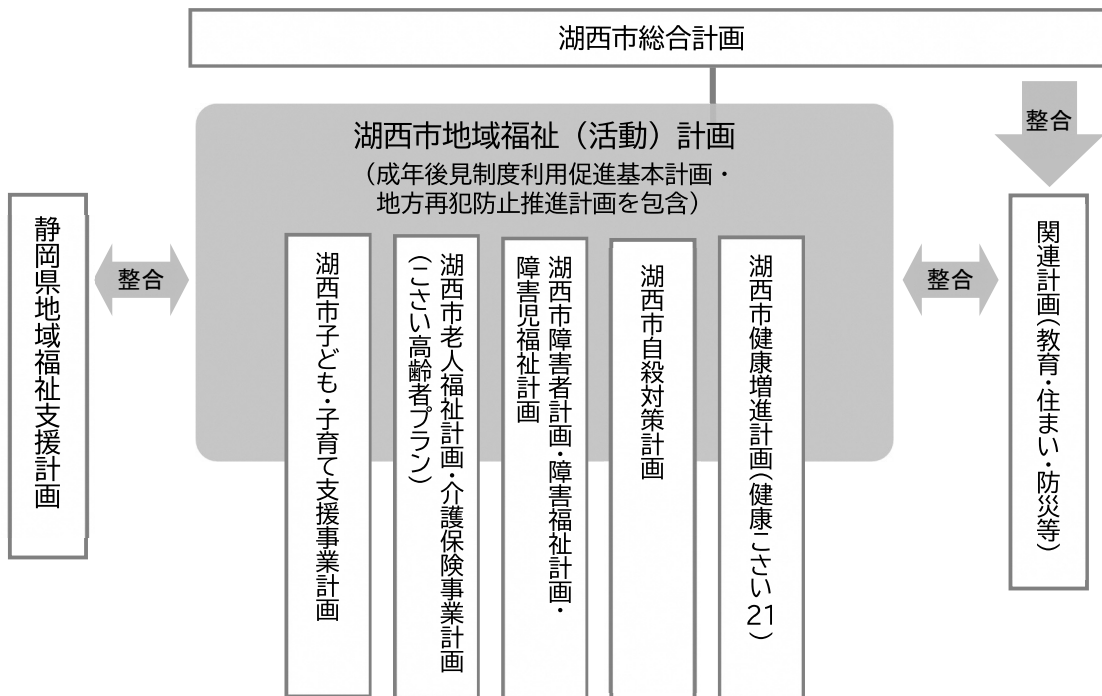 湖西市総合計画
整合
湖西市地域福祉（活動）計画
（成年後見制度利用促進基本計画・
地方再犯防止推進計画を包含）
静岡県地域福祉支援計画
整合
湖西市子ども・子育て支援事業計画
湖西市老人福祉計画・介護保険事業計画
（こさい高齢者プラン）
湖西市障害者計画・障害福祉計画・
障害児福祉計画
湖西市自殺対策計画
湖西市健康増進計画（健康こさい21）
整合
関連計画（教育・住まい・防災等）